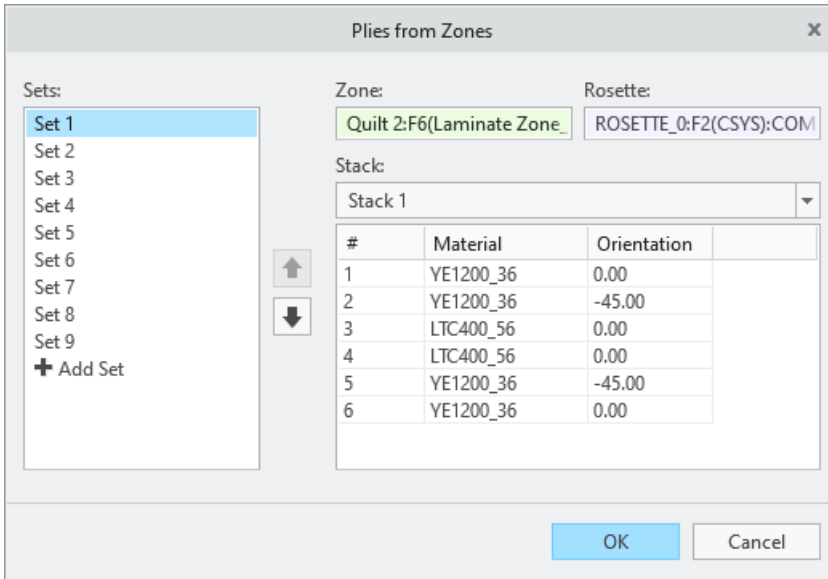 Plies from Zones
Sets:
Set 1
Set 2
Set 3
Set 4
Set 5
Set 6
Set 7
Set 8
Set 9
Add Set
Zone: Rosette:
Quilt 2:F6(Laminate Zone_ ROSETTE_0:F2(CSYS):COM
Stack:
Stack 1
# Material Orientation
1 YE1200_36 0.00
2 YE1200_36 -45.00
3 LTC400_56 0.00
4 LTC400_56 0.00
5 YE1200_36 -45.00
6 YE1200_36 0.00
OK Cancel